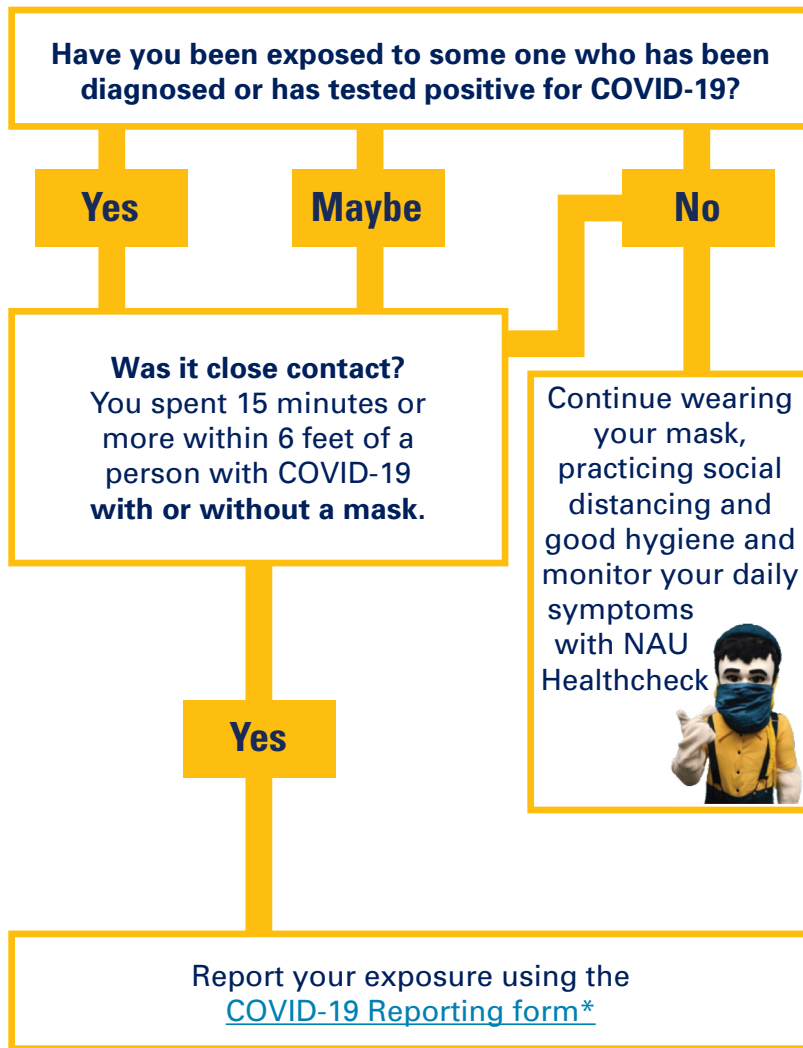 Have you been exposed to some one who has been
diagnosed or has tested positive for COVID-19?
Yes
Maybe
No
Was it close contact?
You spent 15 minutes or
more within 6 feet of a
person with COVID-19
with or without a mask.
Continue wearing
your mask,
practicing social
distancing and
good hygiene and
monitor your daily
symptoms
with NAU
Healthcheck
Yes
Report your exposure using the
COVID-19 Reporting form*